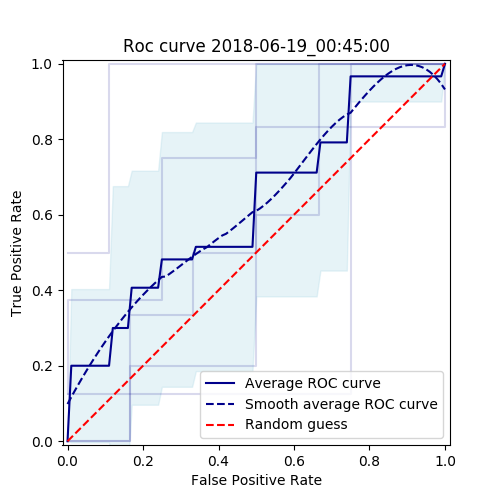 Roc curve 2018-06-19_00:45:00
True Positive Rate
1.0
0.8
0.6
0.4
0.2
0.0
Average ROC curve
Smooth average ROC curve
Random guess
0.0 0.2 0.4 0.6 0.8 1.0
False Positive Rate